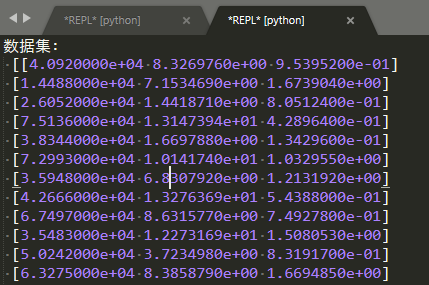 *REPL* [python]
*REPL* [python]
数据集:
[[4.0920000e+04 8.3269760e+00 9.5395200e-01]
[1.4488000e+04 7.1534690e+00 1.6739040e+00]
[2.6052000e+04 1.4418710e+00 8.0512400e-01]
[7.5136000e+04 1.3147394e+01 4.2896400e-01]
[3.8344000e+04 1.6697880e+00 1.3429600e-01]
[7.2993000e+04 1.0141740e+01 1.0329550e+00]
[3.5948000e+04 6.8307920e+00 1.2131920e+00]
[4.2666000e+04 1.3276369e+01 5.4388000e-01]
[6.7497000e+04 8.6315770e+00 7.4927800e-01]
[3.5483000e+04 1.2273169e+01 1.5080530e+00]
[5.0242000e+04 3.7234980e+00 8.3191700e-01]
[6.3275000e+04 8.3858790e+00 1.6694850e+00]